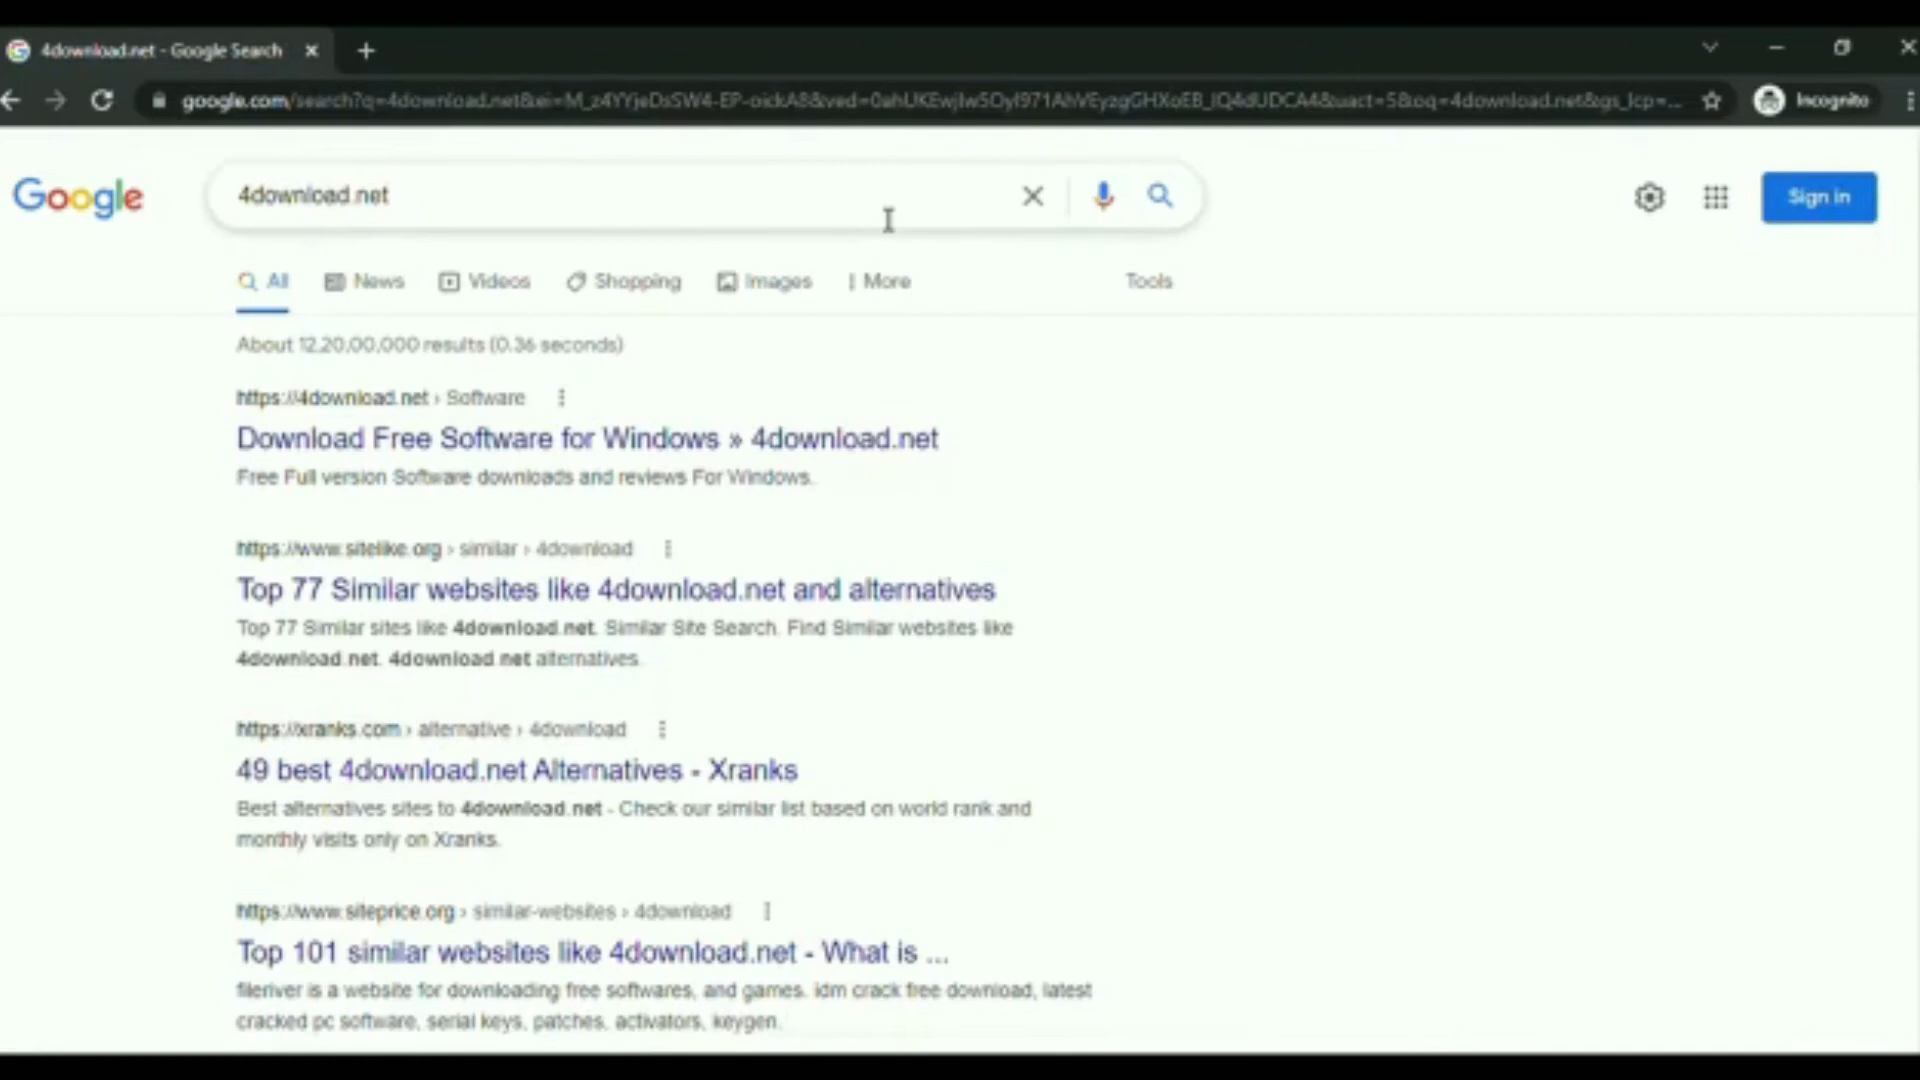 4download.net - Google Search
google.com/search?q=4download.net&ei=
Incognito
Google
4download.net
Sign in
All
News
Videos
Shopping
Images
More
Tools
About 12,20,00,000 results (0.36 seconds)
https://4download.net › Software
Download Free Software for Windows » 4download.net
Free Full version Software downloads and reviews For Windows.
https://www.sitelike.org › similar › 4download
Top 77 Similar websites like 4download.net and alternatives
Top 77 Similar sites like 4download.net. Similar Site Search. Find Similar websites like
4download.net. 4download.net alternatives.
https://xranks.com › alternative › 4download
49 best 4download.net Alternatives - Xranks
Best alternatives sites to 4download.net - Check our similar list based on world rank and
monthly visits only on Xranks.
https://www.siteprice.org › similar-websites › 4download
Top 101 similar websites like 4download.net - What is ...
fileriver is a website for downloading free softwares, and games. idm crack free download, latest
cracked pc software, serial keys, patches, activators, keygen.